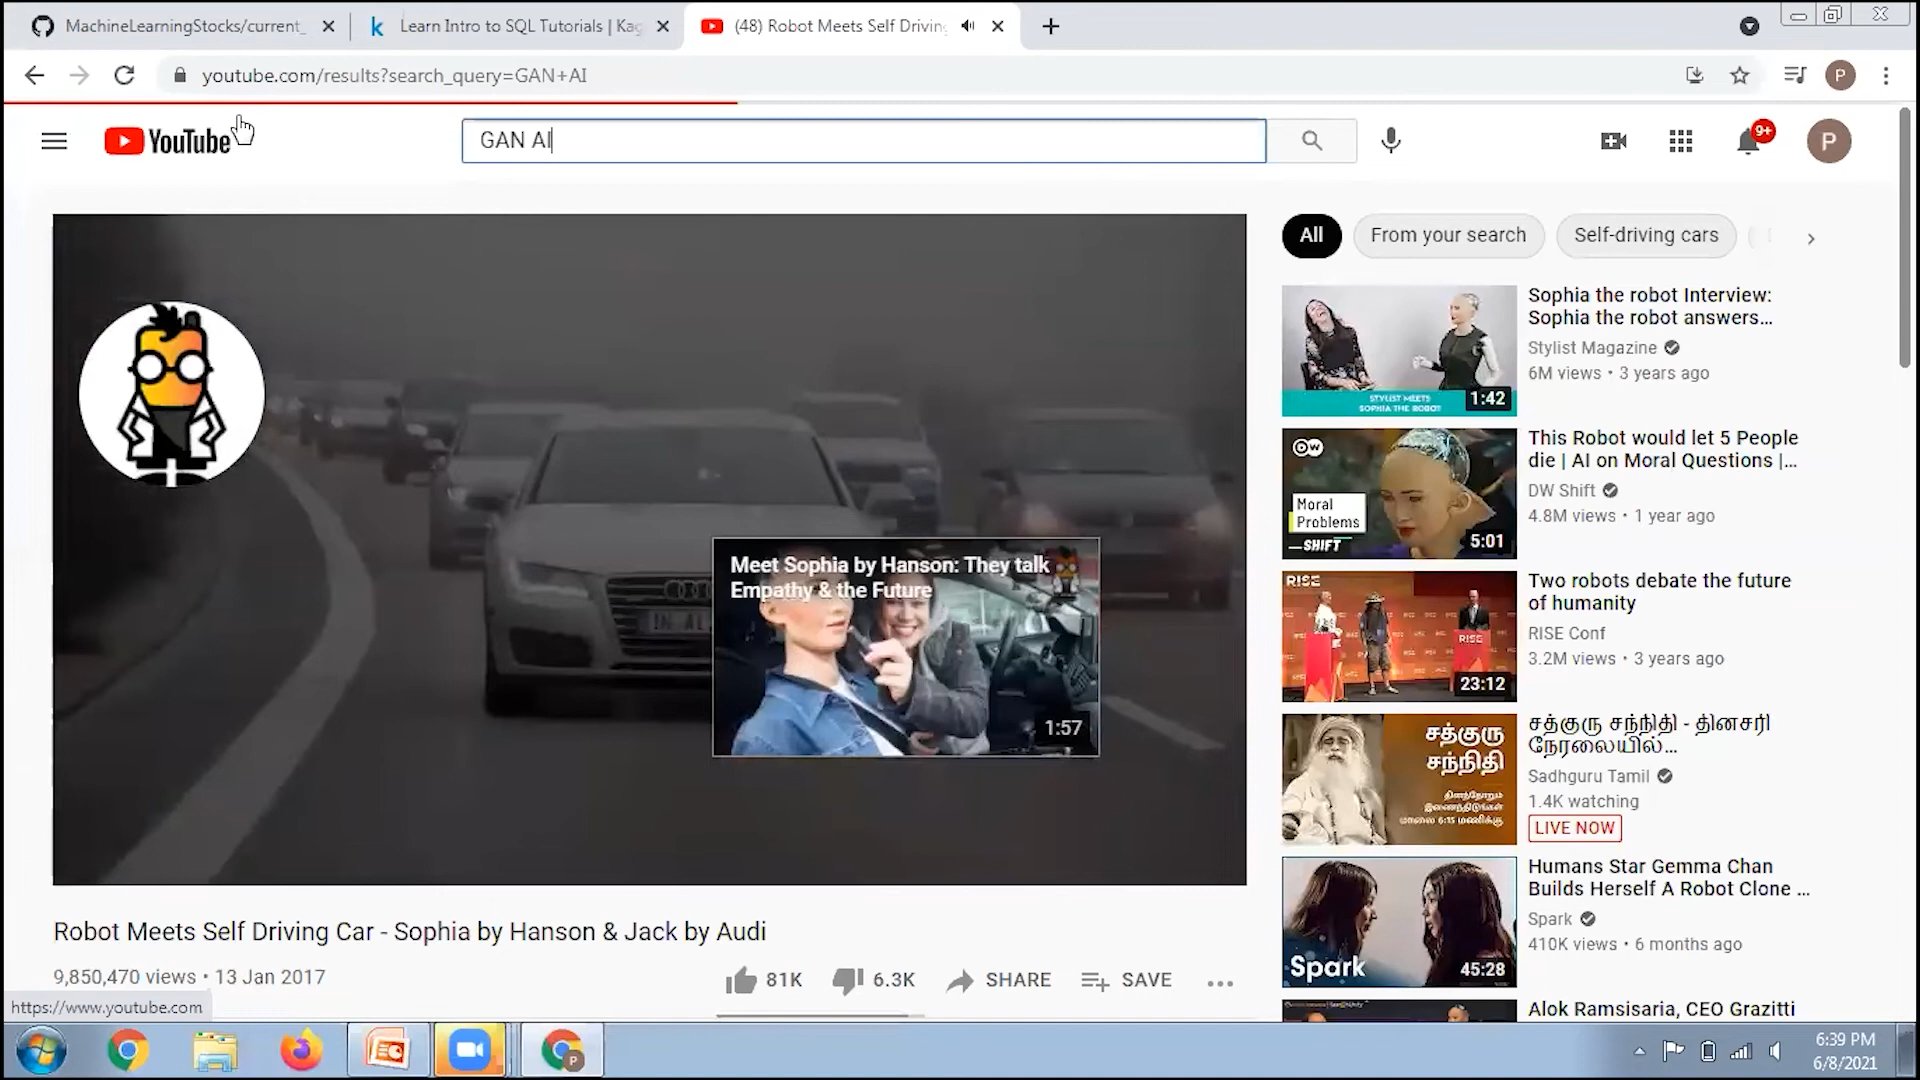 MachineLearningStocks/current_
Learn Intro to SQL Tutorials | Kag
(48) Robot Meets Self Driving
youtube.com/results?search_query=GAN+AI
P
YouTube
GAN AI
9+
P
All
From your search
Self-driving cars
Meet Sophia by Hanson: They talk
Empathy & the Future
1:57
STYLIST MEETS
SOPHIA THE ROBOT
1:42
Sophia the robot Interview:
Sophia the robot answers...
Stylist Magazine
6M views • 3 years ago
DW
Moral
Problems
SHIFT
5:01
This Robot would let 5 People
die | AI on Moral Questions |...
DW Shift
4.8M views • 1 year ago
RISE
RISE
23:12
Two robots debate the future
of humanity
RISE Conf
3.2M views • 3 years ago
சத்குரு
சந்நிதி
தினந்தோறும்
இணைந்திடுங்கள்
மாலை 6:15 மணிக்கு
சத்குரு சந்நிதி - தினசரி
நேரலையில்...
Sadhguru Tamil
1.4K watching
LIVE NOW
Spark
45:28
Humans Star Gemma Chan
Builds Herself A Robot Clone ...
Spark
410K views • 6 months ago
Alok Ramsisaria, CEO Grazitti
Robot Meets Self Driving Car - Sophia by Hanson & Jack by Audi
9,850,470 views • 13 Jan 2017
81K
6.3K
SHARE
SAVE
https://www.youtube.com
6:39 PM
6/8/2021